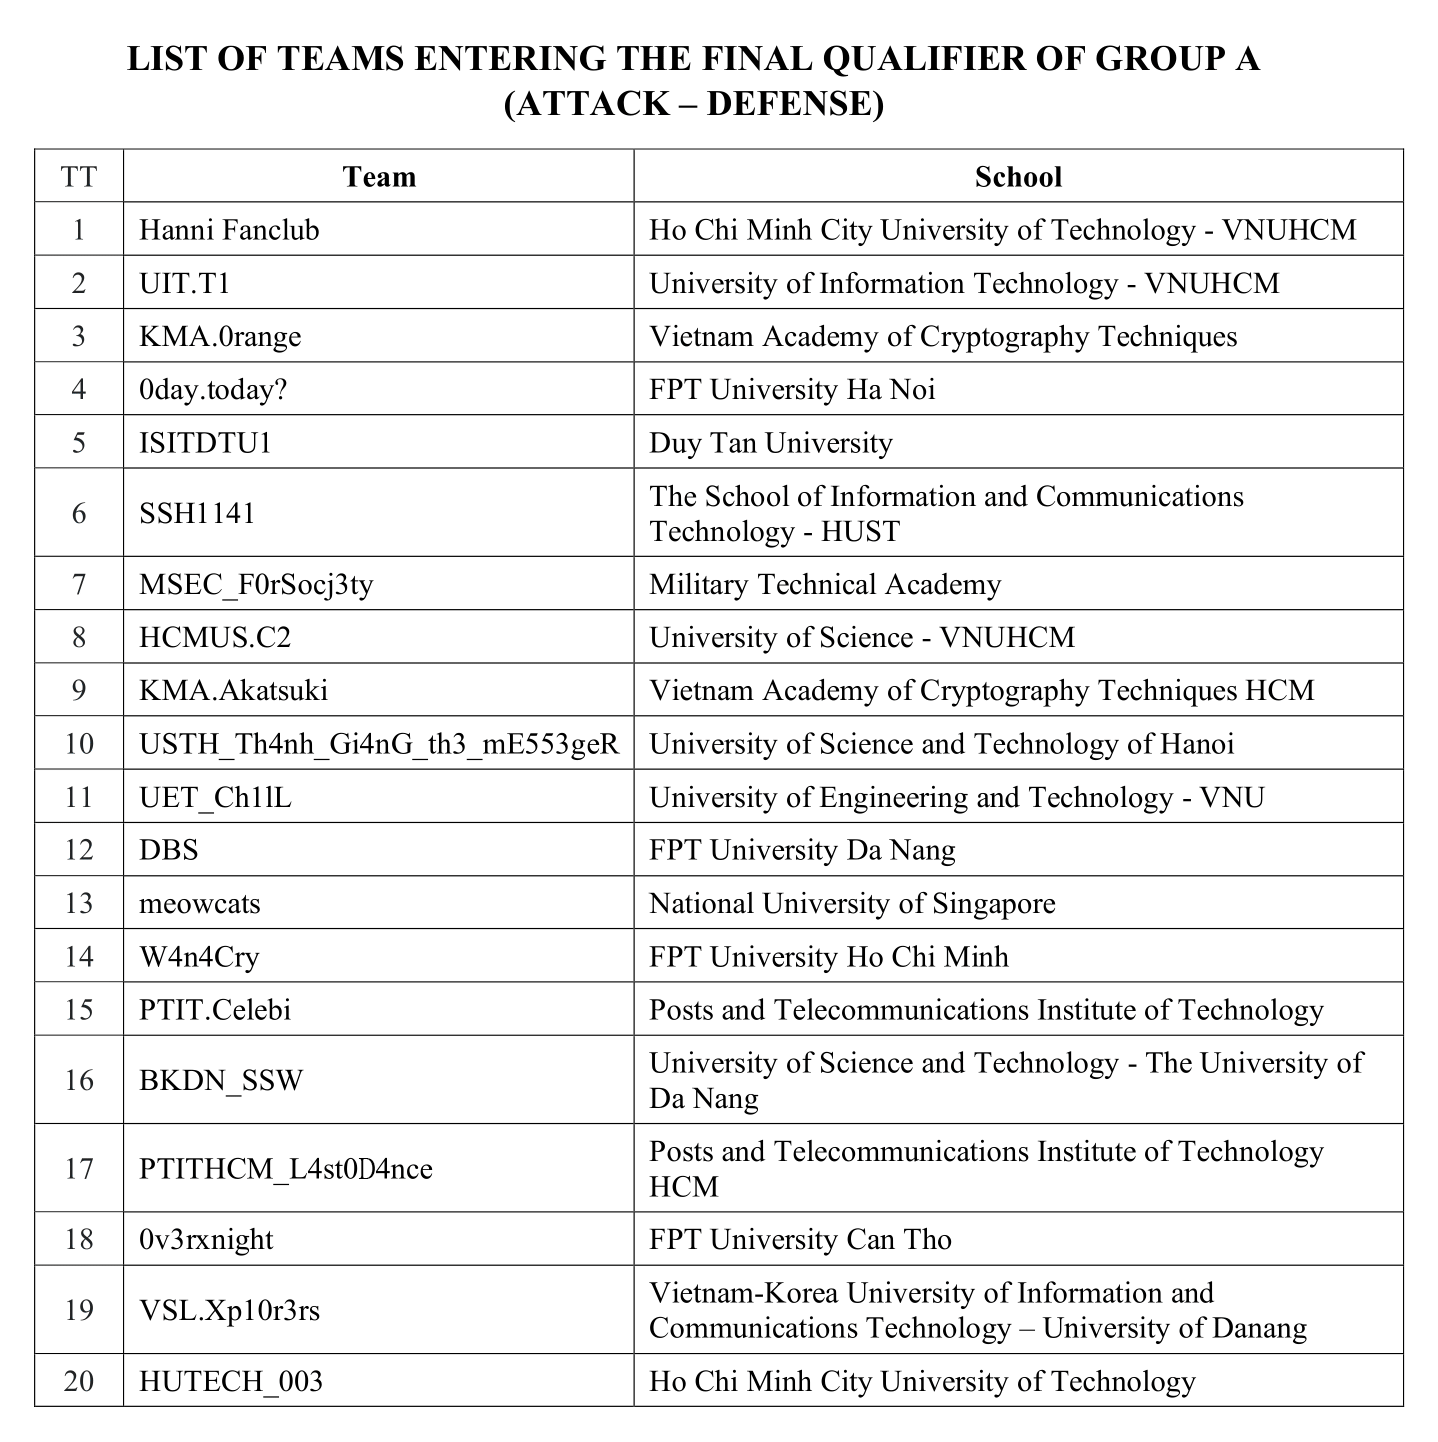 LIST OF TEAMS ENTERING THE FINAL QUALIFIER OF GROUP A
(ATTACK – DEFENSE)
TT Team School
1 Hanni Fanclub Ho Chi Minh City University of Technology - VNUHCM
2 UIT.T1 University of Information Technology - VNUHCM
3 KMA.0range Vietnam Academy of Cryptography Techniques
4 0day.today? FPT University Ha Noi
5 ISITDTU1 Duy Tan University
6 SSH1141 The School of Information and Communications
Technology - HUST
7 MSEC_F0rSocj3ty Military Technical Academy
8 HCMUS.C2 University of Science - VNUHCM
9 KMA.Akatsuki Vietnam Academy of Cryptography Techniques HCM
10 USTH_Th4nh_Gi4nG_th3_mE553geR University of Science and Technology of Hanoi
11 UET_Ch1lL University of Engineering and Technology - VNU
12 DBS FPT University Da Nang
13 meowcats National University of Singapore
14 W4n4Cry FPT University Ho Chi Minh
15 PTIT.Celebi Posts and Telecommunications Institute of Technology
16 BKDN_SSW University of Science and Technology - The University of
Da Nang
17 PTITHCM_L4st0D4nce Posts and Telecommunications Institute of Technology
HCM
18 0v3rxnight FPT University Can Tho
19 VSL.Xp10r3rs Vietnam-Korea University of Information and
Communications Technology – University of Danang
20 HUTECH_003 Ho Chi Minh City University of Technology